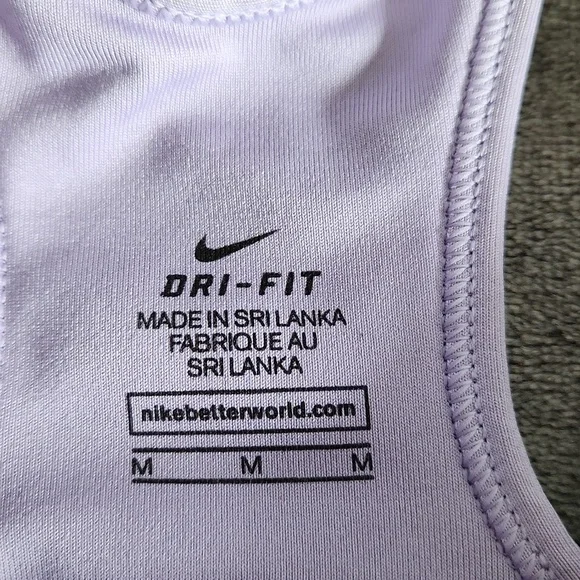 DRI-FIT
MADE IN SRI LANKA
FABRIQUE AU
SRI LANKA
nikebetterworld.com
M M M